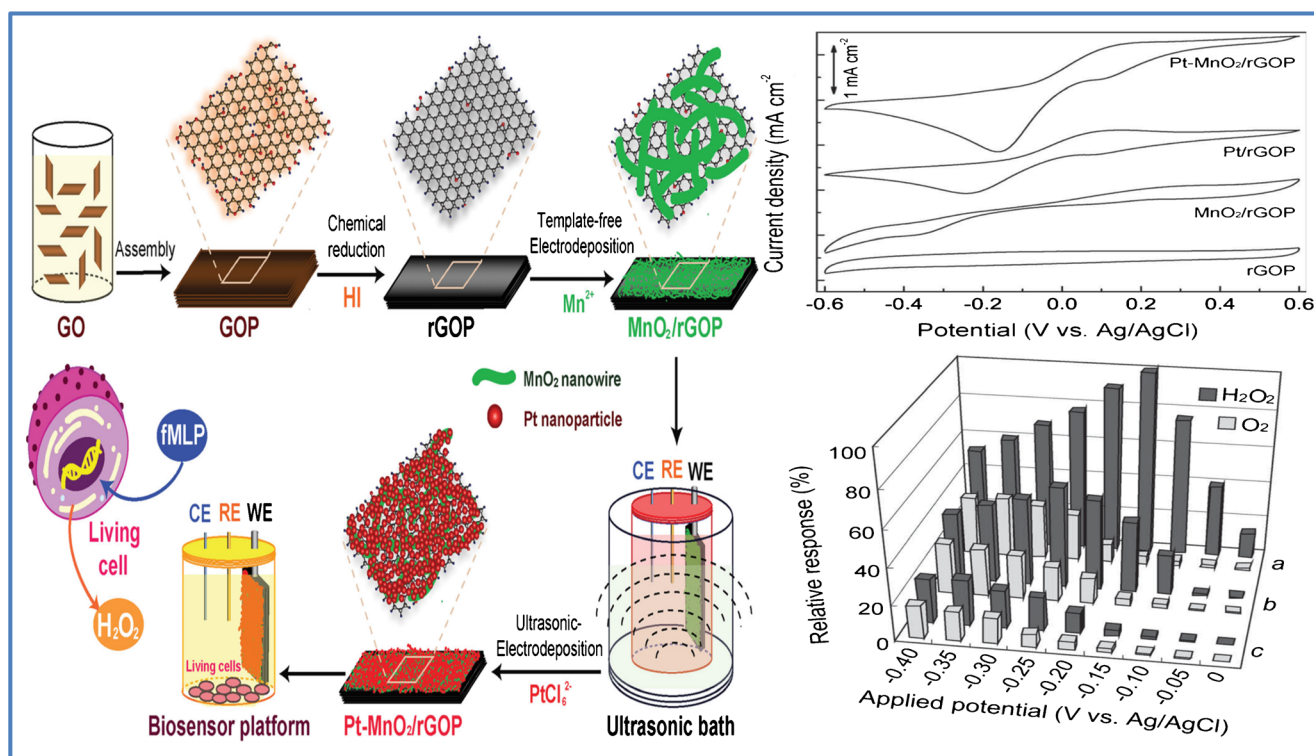 Assembly
GO
GOP
Chemical
reduction
HI
rGOP
Template-free
Electrodeposition
Mn²⁺
MnO₂/rGOP
MnO₂ nanowire
Pt nanoparticle
CE RE WE
Ultrasonic bath
Ultrasonic-
Electrodeposition
PtCl₆²⁻
Pt-MnO₂/rGOP
CE RE WE
Living cells
Biosensor platform
fMLP
Living
cell
H₂O₂
Current density (mA cm⁻²)
1 mA cm⁻²
Pt-MnO₂/rGOP
Pt/rGOP
MnO₂/rGOP
rGOP
-0.6 -0.4 -0.2 0.0 0.2 0.4 0.6
Potential (V vs. Ag/AgCl)
H₂O₂
O₂
Relative response (%)
100
80
60
40
20
0
a
b
c
-0.40 -0.35 -0.30 -0.25 -0.20 -0.15 -0.10 -0.05 0
Applied potential (V vs. Ag/AgCl)